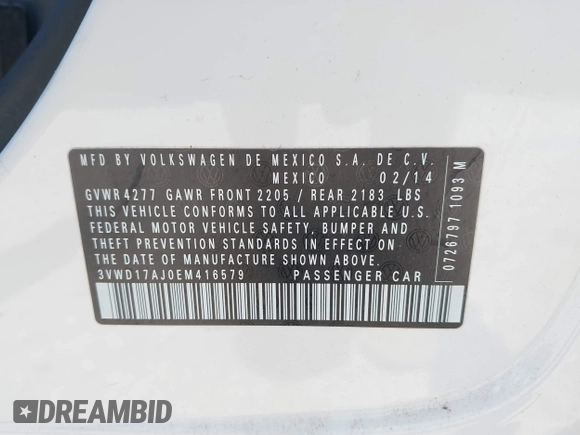 MFD BY VOLKSWAGEN DE MEXICO S.A. DE C.V.
MEXICO 02/14
GVWR 4277 GAWR FRONT 2205 / REAR 2183 LBS
THIS VEHICLE CONFORMS TO ALL APPLICABLE U.S.
FEDERAL MOTOR VEHICLE SAFETY, BUMPER AND
THEFT PREVENTION STANDARDS IN EFFECT ON
THE DATE OF MANUFACTURE SHOWN ABOVE.
3VWD17AJ0EM416579 PASSENGER CAR
0726797 1093 M
DREAMBID